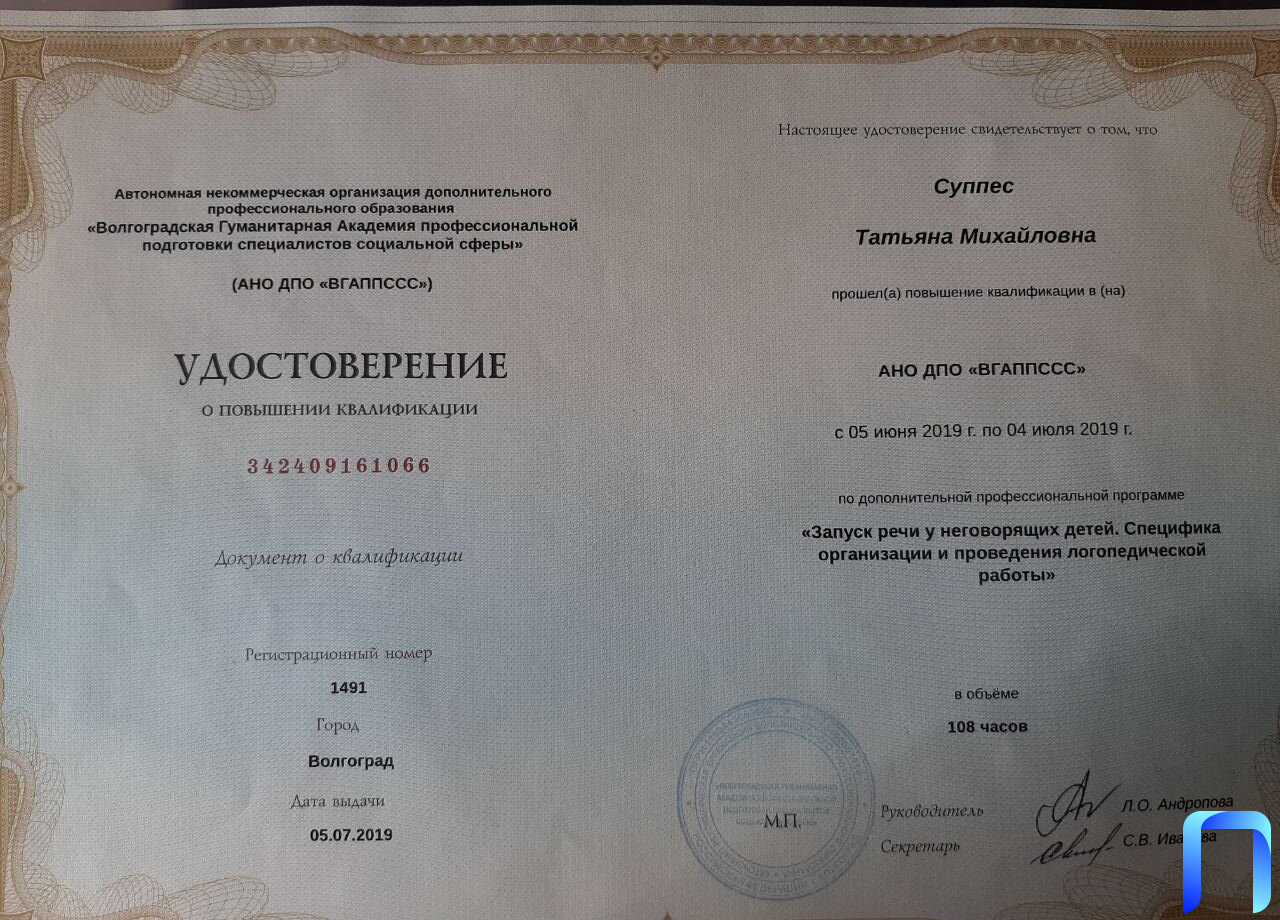 Автономная некоммерческая организация дополнительного
профессионального образования
«Волгоградская Гуманитарная Академия профессиональной
подготовки специалистов социальной сферы»
(АНО ДПО «ВГАППССС»)
УДОСТОВЕРЕНИЕ
О ПОВЫШЕНИИ КВАЛИФИКАЦИИ
342409161066
Документ о квалификации
Регистрационный номер
1491
Город
Волгоград
Дата выдачи
05.07.2019
Настоящее удостоверение свидетельствует о том, что
Суппес
Татьяна Михайловна
прошел(а) повышение квалификации в (на)
АНО ДПО «ВГАППССС»
с 05 июня 2019 г. по 04 июля 2019 г.
по дополнительной профессиональной программе
«Запуск речи у неговорящих детей. Специфика
организации и проведения логопедической
работы»
в объёме
108 часов
М.П.
Руководитель Л.О. Андропова
Секретарь С.В.